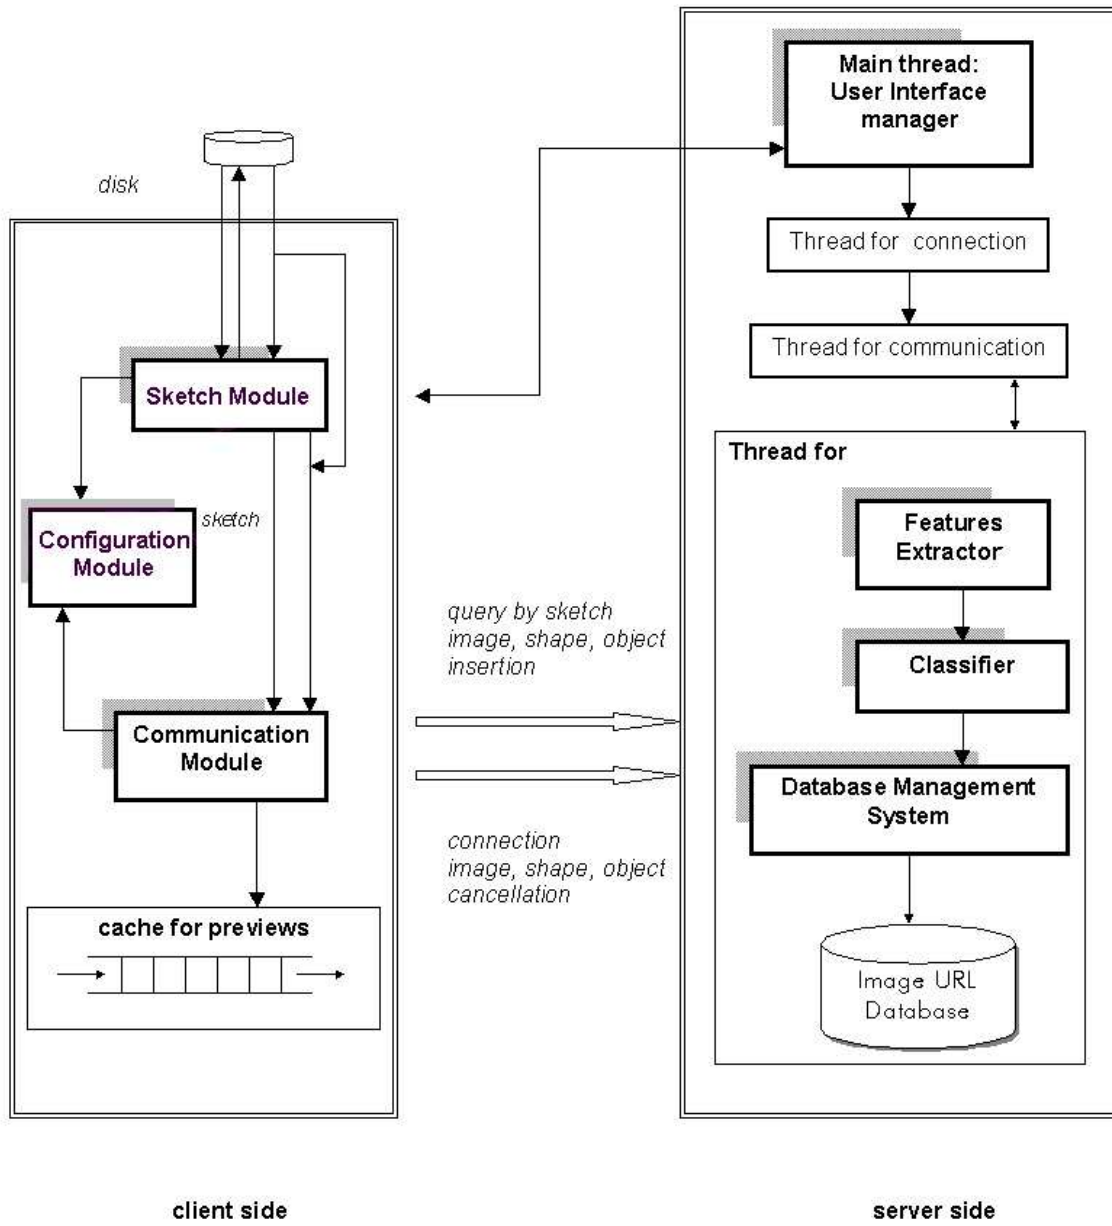 Main thread:
User Interface
manager
disk
Thread for connection
Thread for communication
Sketch Module
Thread for
sketch
Configuration
Module
Features
Extractor
query by sketch
image, shape, object
insertion
Classifier
Communication
Module
Database Management
System
connection
image, shape, object
cancellation
cache for previews
Image URL
Database
client side
server side